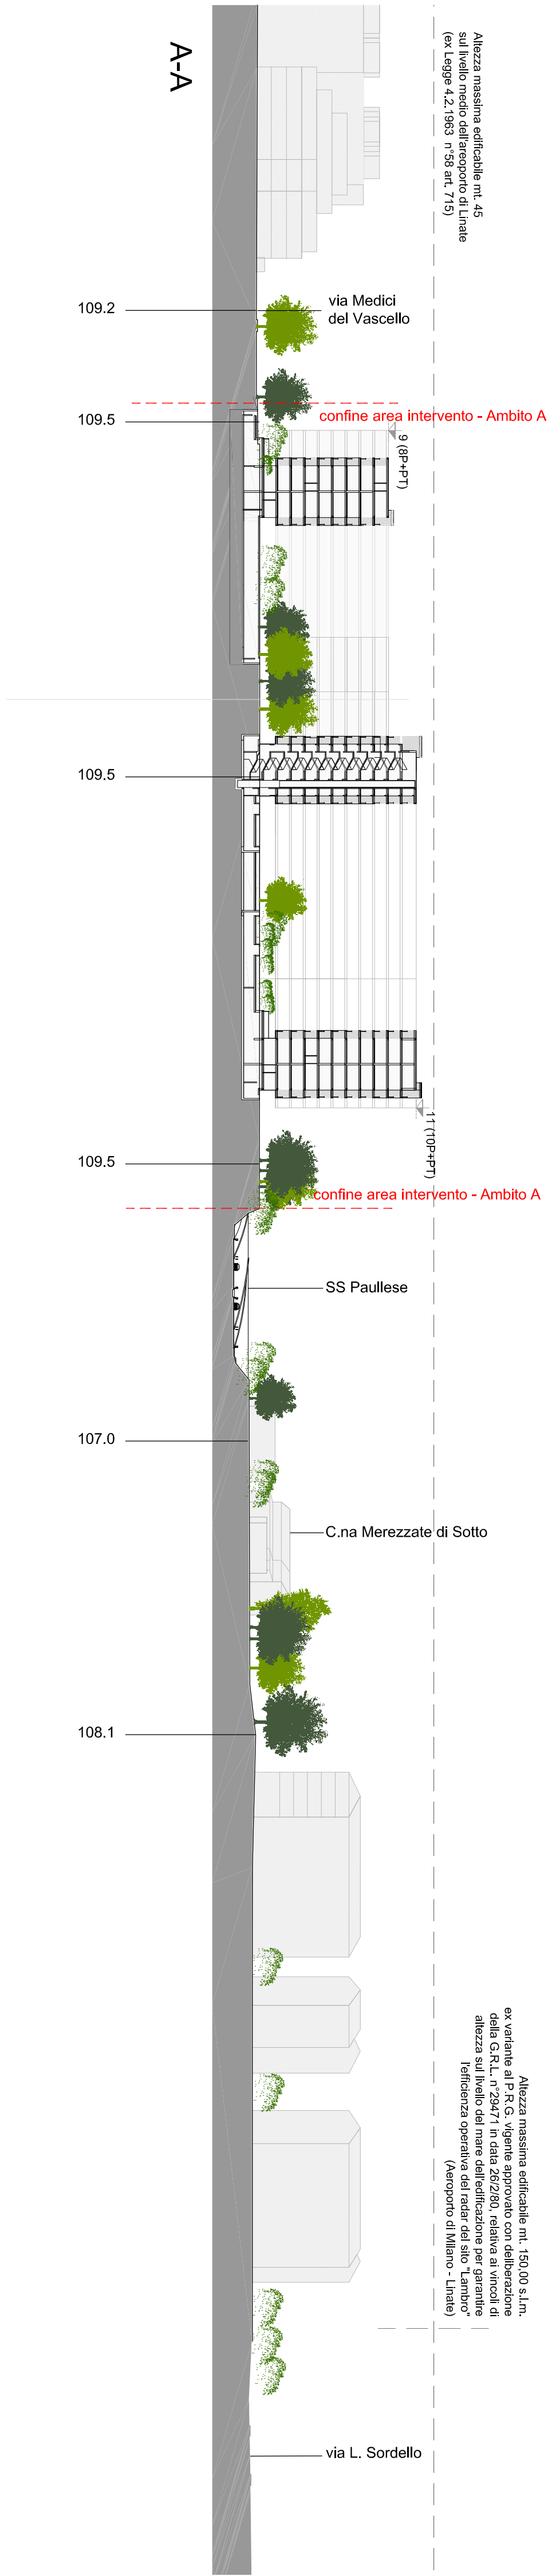 Altezza massima edificabile mt. 45
sul livello medio dell'areoporto di Linate
(ex Legge 4.2.1963 n°58 art. 715)
A-A
109.2
via Medici
del Vascello
confine area intervento - Ambito A
109.5
9 (8P+PT)
109.5
11 (10P+PT)
109.5
confine area intervento - Ambito A
SS Paullese
107.0
C.na Merezzate di Sotto
108.1
Altezza massima edificabile mt. 150,00 s.l.m.
ex variante al P.R.G. vigente approvato con deliberazione
della G.R.L. n°29471 in data 26/2/80, relativa ai vincoli di
altezza sul livello del mare dell'edificazione per garantire
l'efficienza operativa del radar del sito "Lambro"
(Aeroporto di Milano - Linate)
via L. Sordello